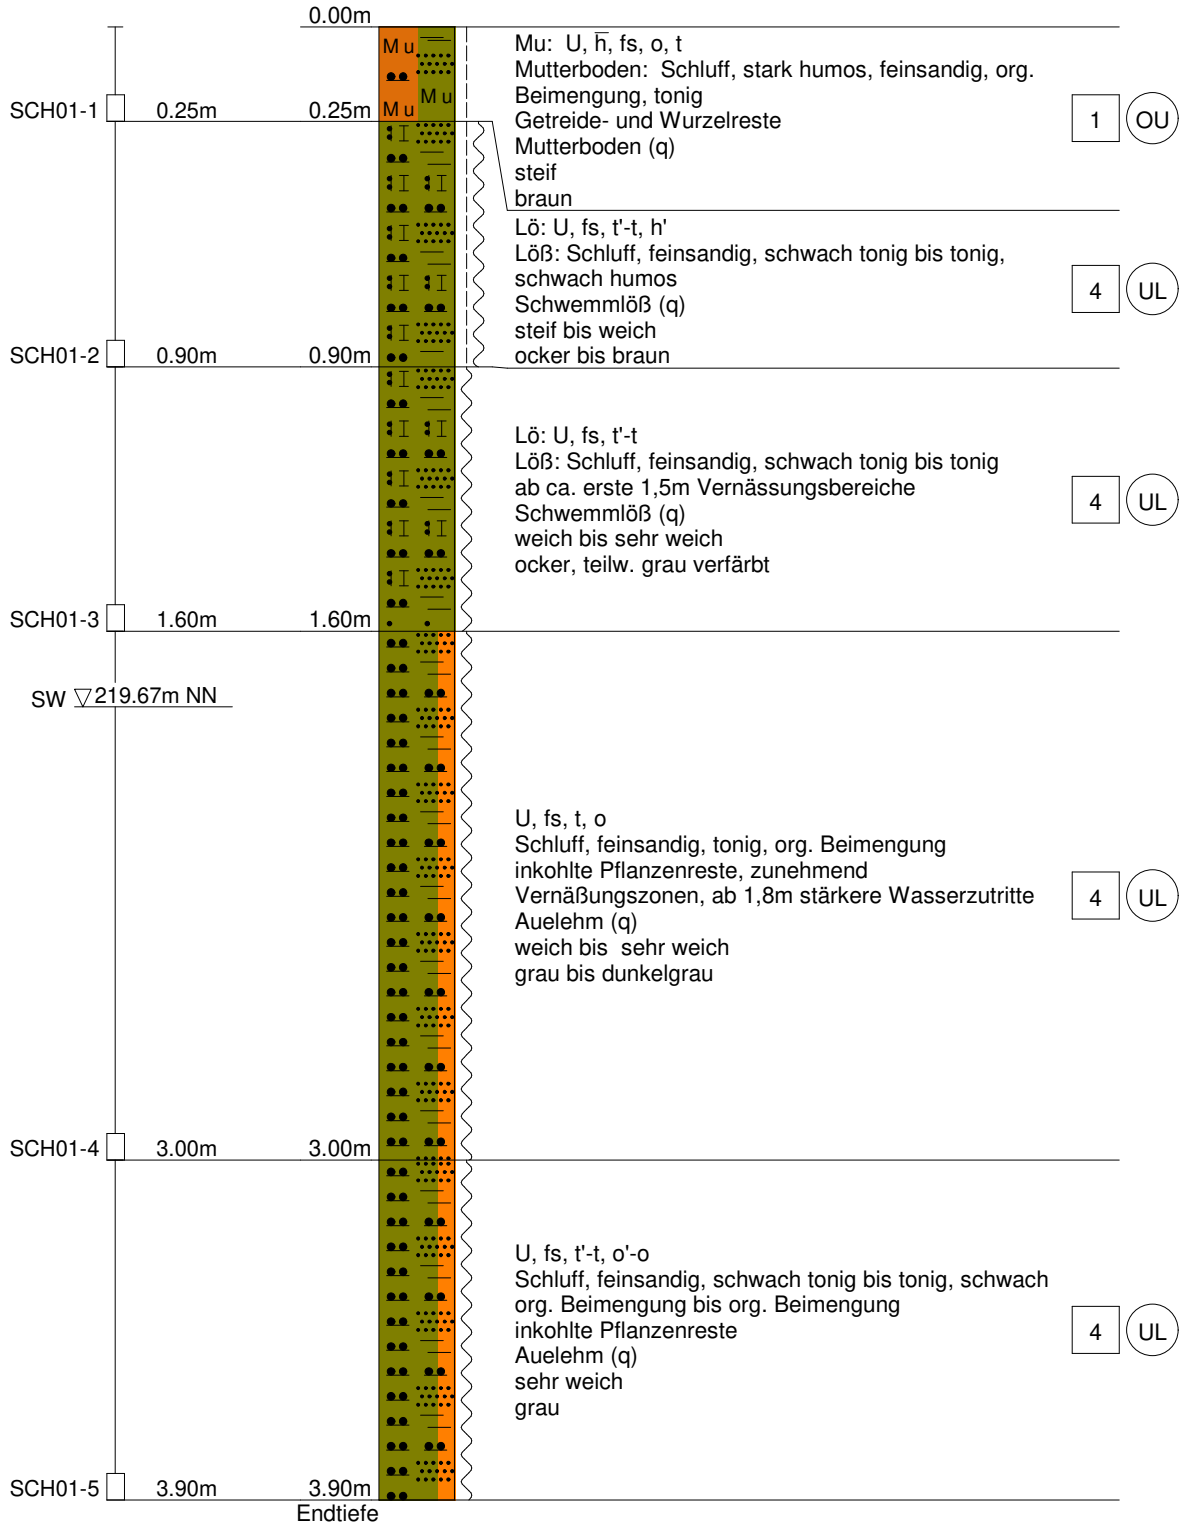 0.00m
Mu
Mu
Mu
SCH01-1 0.25m 0.25m
Mu: U, h̅, fs, o, t
Mutterboden: Schluff, stark humos, feinsandig, org.
Beimengung, tonig
Getreide- und Wurzelreste
Mutterboden (q)
steif
braun
1 OU
Lö: U, fs, t'-t, h'
Löß: Schluff, feinsandig, schwach tonig bis tonig,
schwach humos
Schwemmlöß (q)
steif bis weich
ocker bis braun
4 UL
SCH01-2 0.90m 0.90m
Lö: U, fs, t'-t
Löß: Schluff, feinsandig, schwach tonig bis tonig
ab ca. erste 1,5m Vernässungsbereiche
Schwemmlöß (q)
weich bis sehr weich
ocker, teilw. grau verfärbt
4 UL
SCH01-3 1.60m 1.60m
SW 219.67m NN
U, fs, t, o
Schluff, feinsandig, tonig, org. Beimengung
inkohlte Pflanzenreste, zunehmend
Vernäßungszonen, ab 1,8m stärkere Wasserzutritte
Auelehm (q)
weich bis sehr weich
grau bis dunkelgrau
4 UL
SCH01-4 3.00m 3.00m
U, fs, t'-t, o'-o
Schluff, feinsandig, schwach tonig bis tonig, schwach
org. Beimengung bis org. Beimengung
inkohlte Pflanzenreste
Auelehm (q)
sehr weich
grau
4 UL
SCH01-5 3.90m 3.90m
Endtiefe